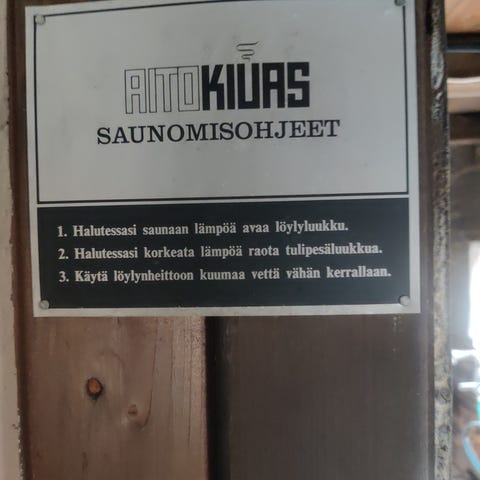 AITOKIUAS
SAUNOMISOHJEET
1. Halutessasi saunaan lämpöä avaa löylyluukku.
2. Halutessasi korkeata lämpöä raota tulipesäluukkua.
3. Käytä löylynheittoon kuumaa vettä vähän kerrallaan.